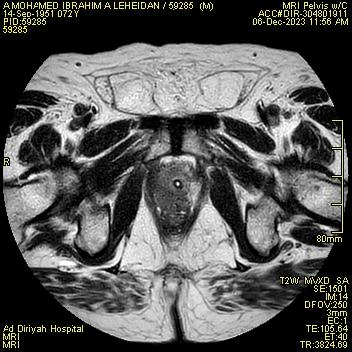 A MOHAMED IBRAHIM A LEHEIDAN / 59285 (M)
14-Sep-1951 072Y
PID:59285
59285
MRI Pelvis w/C
ACC#DIR-304801911
06-Dec-2023 11:56 AM
R
80mm
T2W_MVXD_SA
SE:1501
IM:14
DFOV:250
3mm
EC:1
TE:105.64
ET:40
TR:3824.69
Ad Diriyah Hospital
MRI
MRI